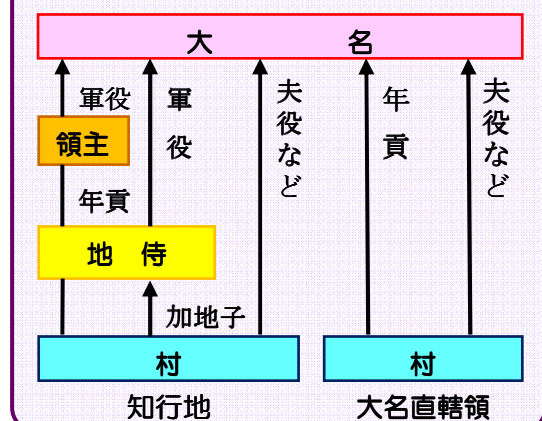 大名
軍役
軍役
夫役など
年貢
夫役など
領主
年貢
地侍
加地子
村
村
知行地
大名直轄領